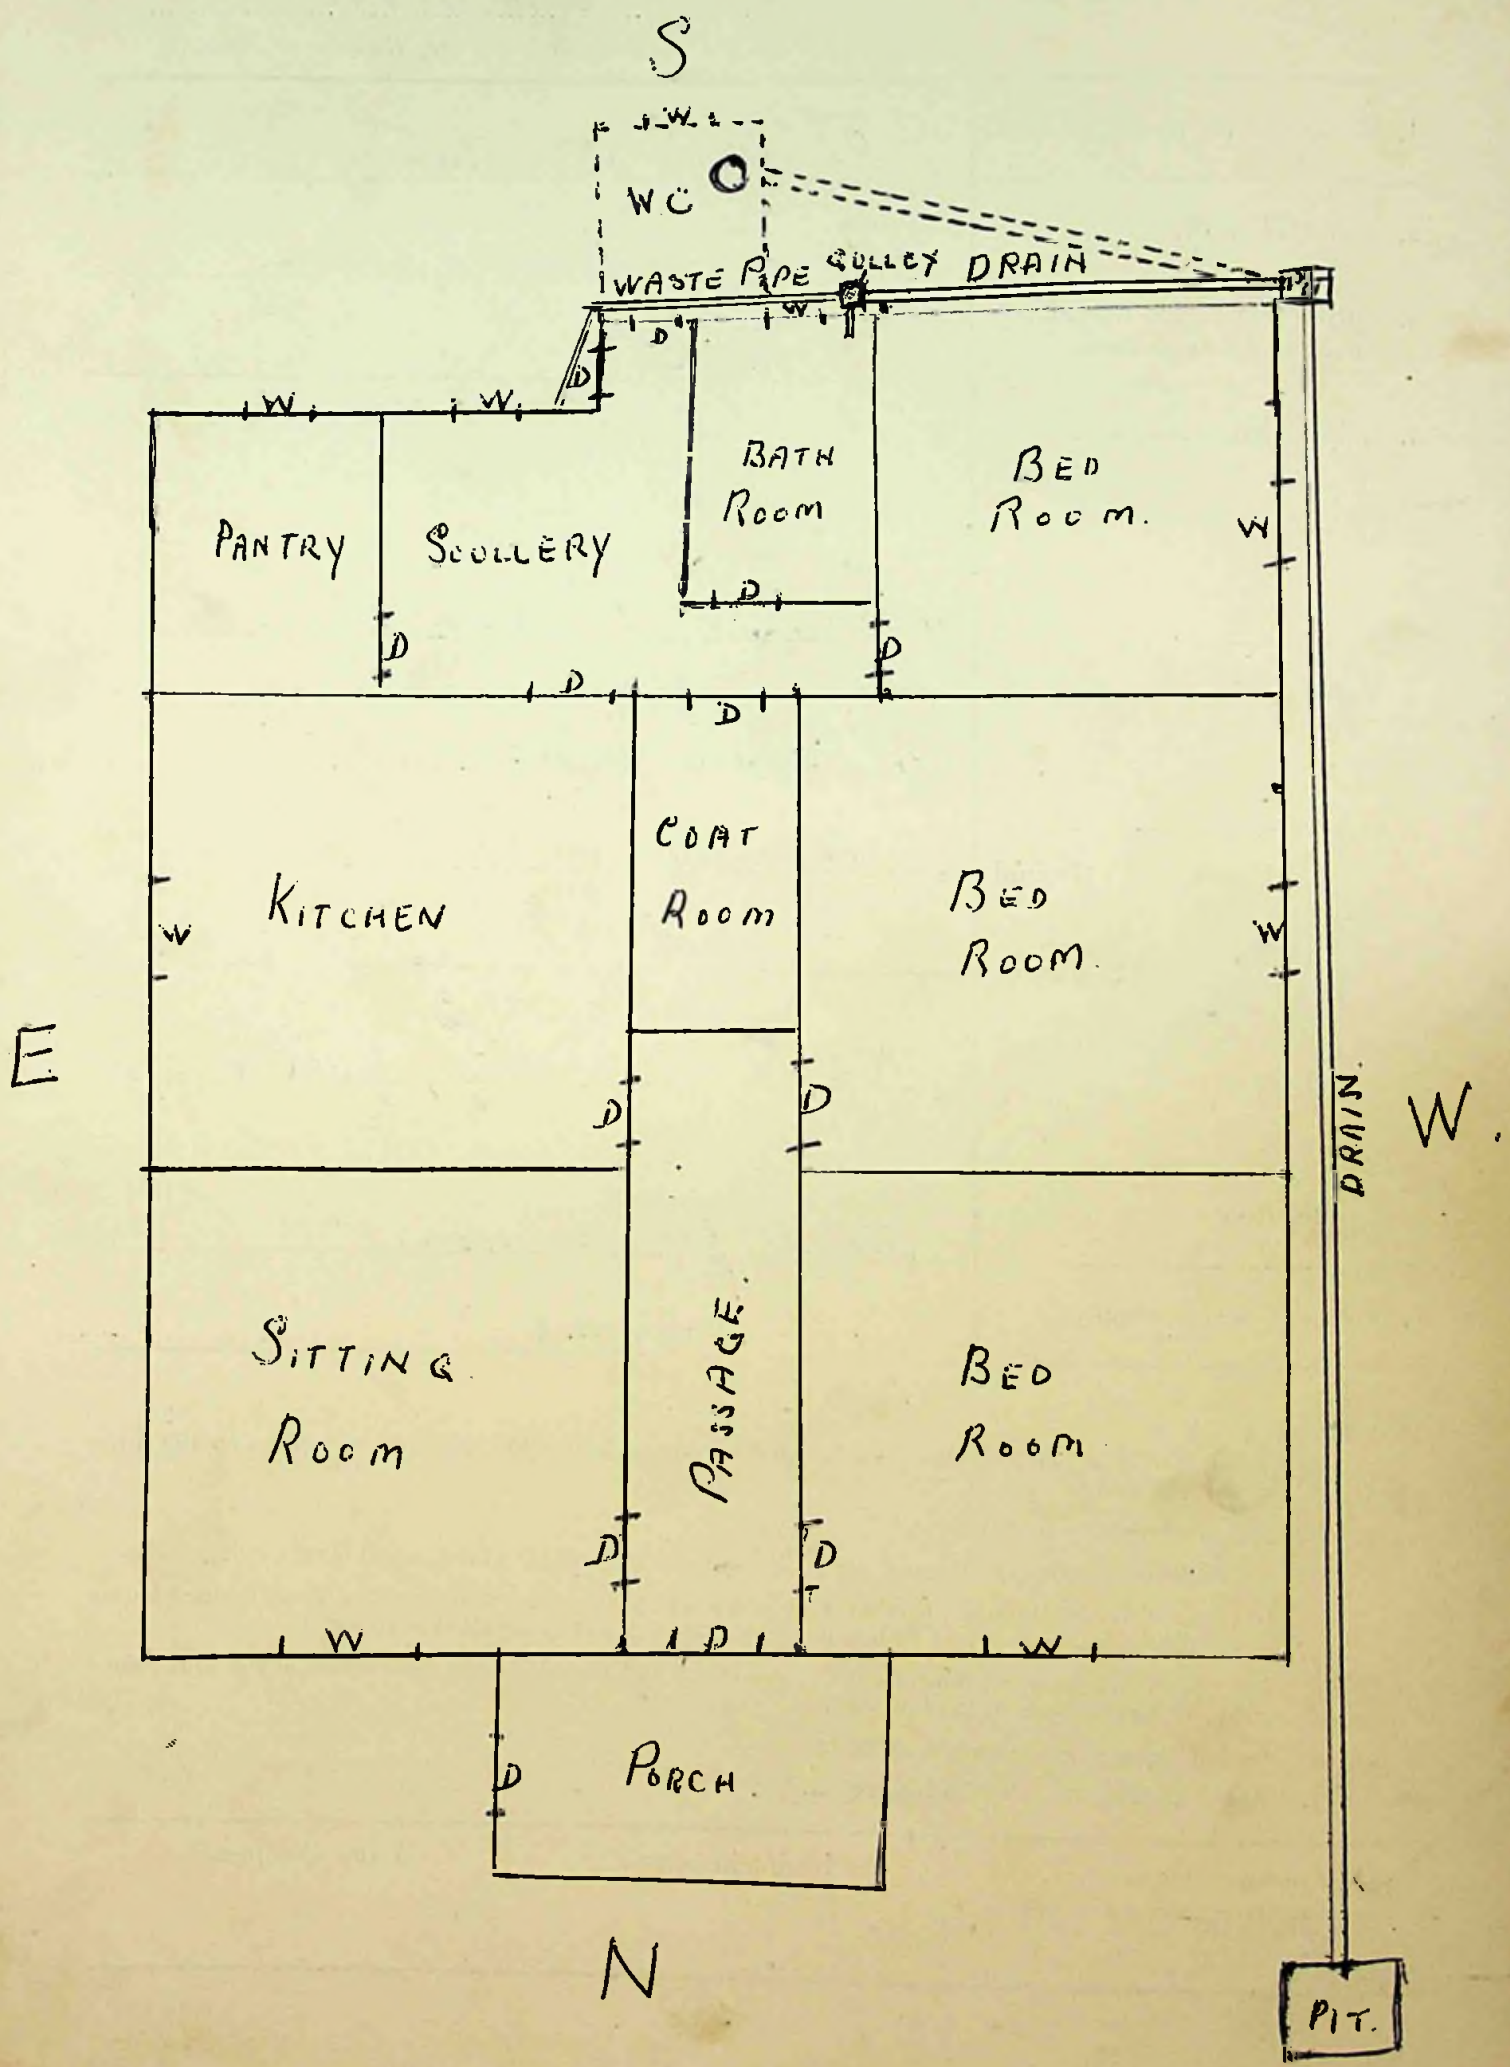 S
W
WC
WASTE PIPE GULLEY DRAIN
D
W
D
W
W
BATH
ROOM
BED
ROOM.
W
PANTRY
SCULLERY
D
D
D
D
D
COAT
ROOM
KITCHEN
W
BED
ROOM.
W
E
D
D
DRAIN.
W.
SITTING
ROOM
PASSAGE.
BED
ROOM
D
D
W
D
W
D
PORCH
N
PIT.